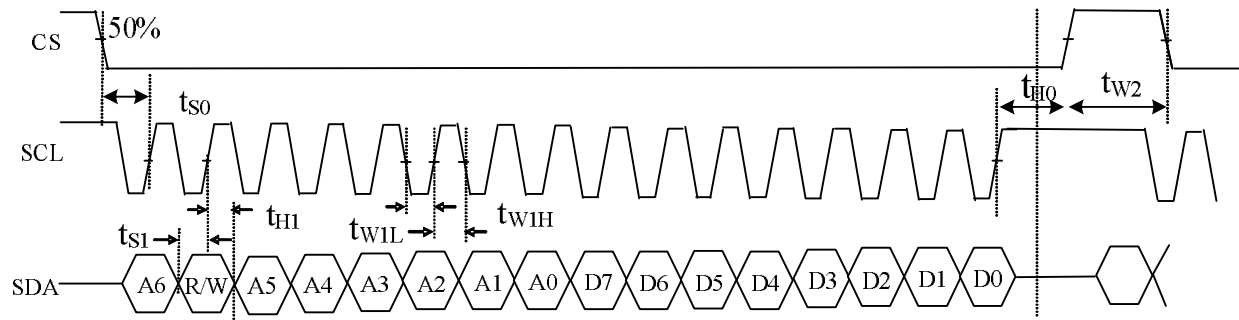 CS
50%
tS0
tH0
tW2
SCL
tH1
tW1L
tW1H
tS1
SDA
A6 R/W A5 A4 A3 A2 A1 A0 D7 D6 D5 D4 D3 D2 D1 D0